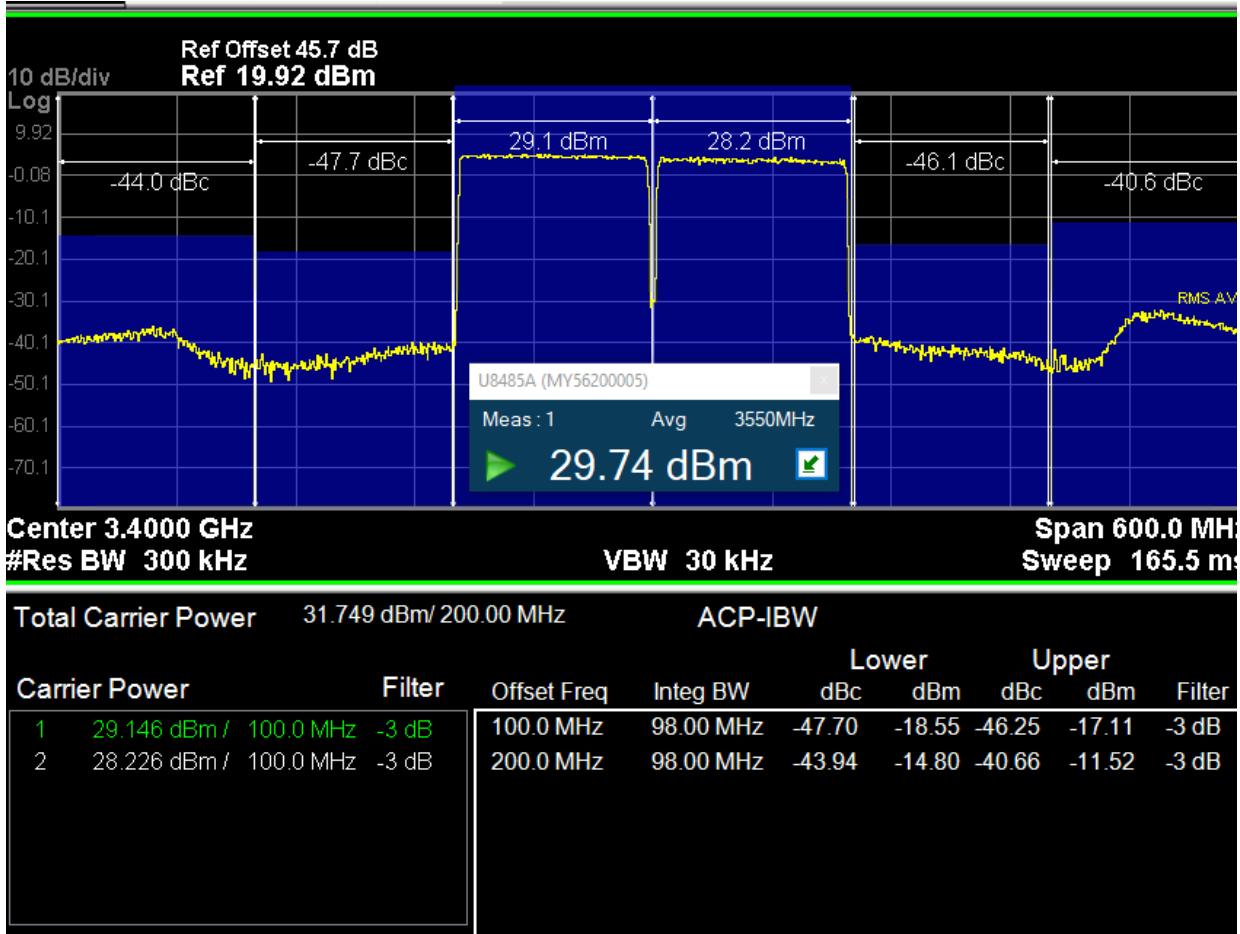 Ref Offset 45.7 dB
10 dB/div Ref 19.92 dBm
Log
9.92
29.1 dBm 28.2 dBm
-47.7 dBc -46.1 dBc
-0.08
-44.0 dBc -40.6 dBc
-10.1
-20.1
-30.1
RMS AV
-40.1
-50.1
U8485A (MY56200005) x
Meas : 1 Avg 3550MHz
-60.1
29.74 dBm
-70.1
Center 3.4000 GHz Span 600.0 MH
#Res BW 300 kHz VBW 30 kHz Sweep 165.5 m
Total Carrier Power 31.749 dBm/ 200.00 MHz ACP-IBW
Lower Upper
Carrier Power Filter Offset Freq Integ BW dBc dBm dBc dBm Filter
1 29.146 dBm / 100.0 MHz -3 dB 100.0 MHz 98.00 MHz -47.70 -18.55 -46.25 -17.11 -3 dB
2 28.226 dBm / 100.0 MHz -3 dB 200.0 MHz 98.00 MHz -43.94 -14.80 -40.66 -11.52 -3 dB